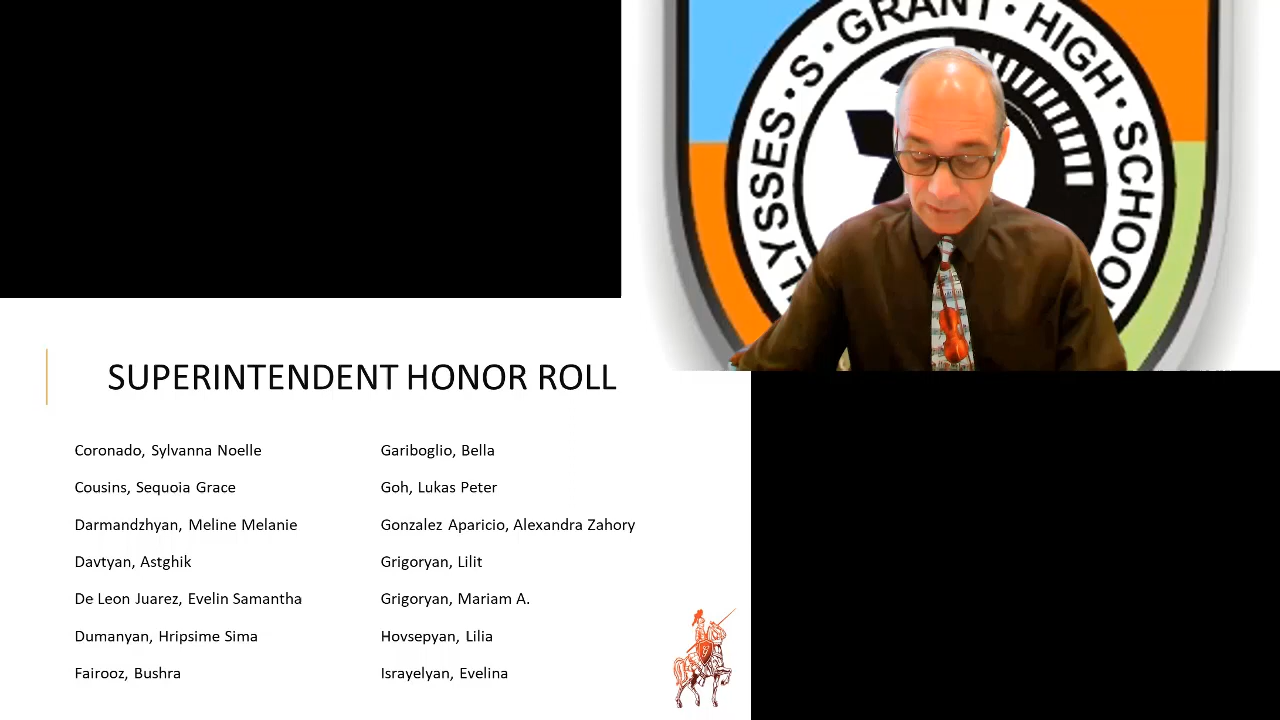 ULYSSES • S • GRANT • HIGH • SCHOOL
SUPERINTENDENT HONOR ROLL
Coronado, Sylvanna Noelle
Cousins, Sequoia Grace
Darmandzhyan, Meline Melanie
Davtyan, Astghik
De Leon Juarez, Evelin Samantha
Dumanyan, Hripsime Sima
Fairooz, Bushra
Gariboglio, Bella
Goh, Lukas Peter
Gonzalez Aparicio, Alexandra Zahory
Grigoryan, Lilit
Grigoryan, Mariam A.
Hovsepyan, Lilia
Israyelyan, Evelina